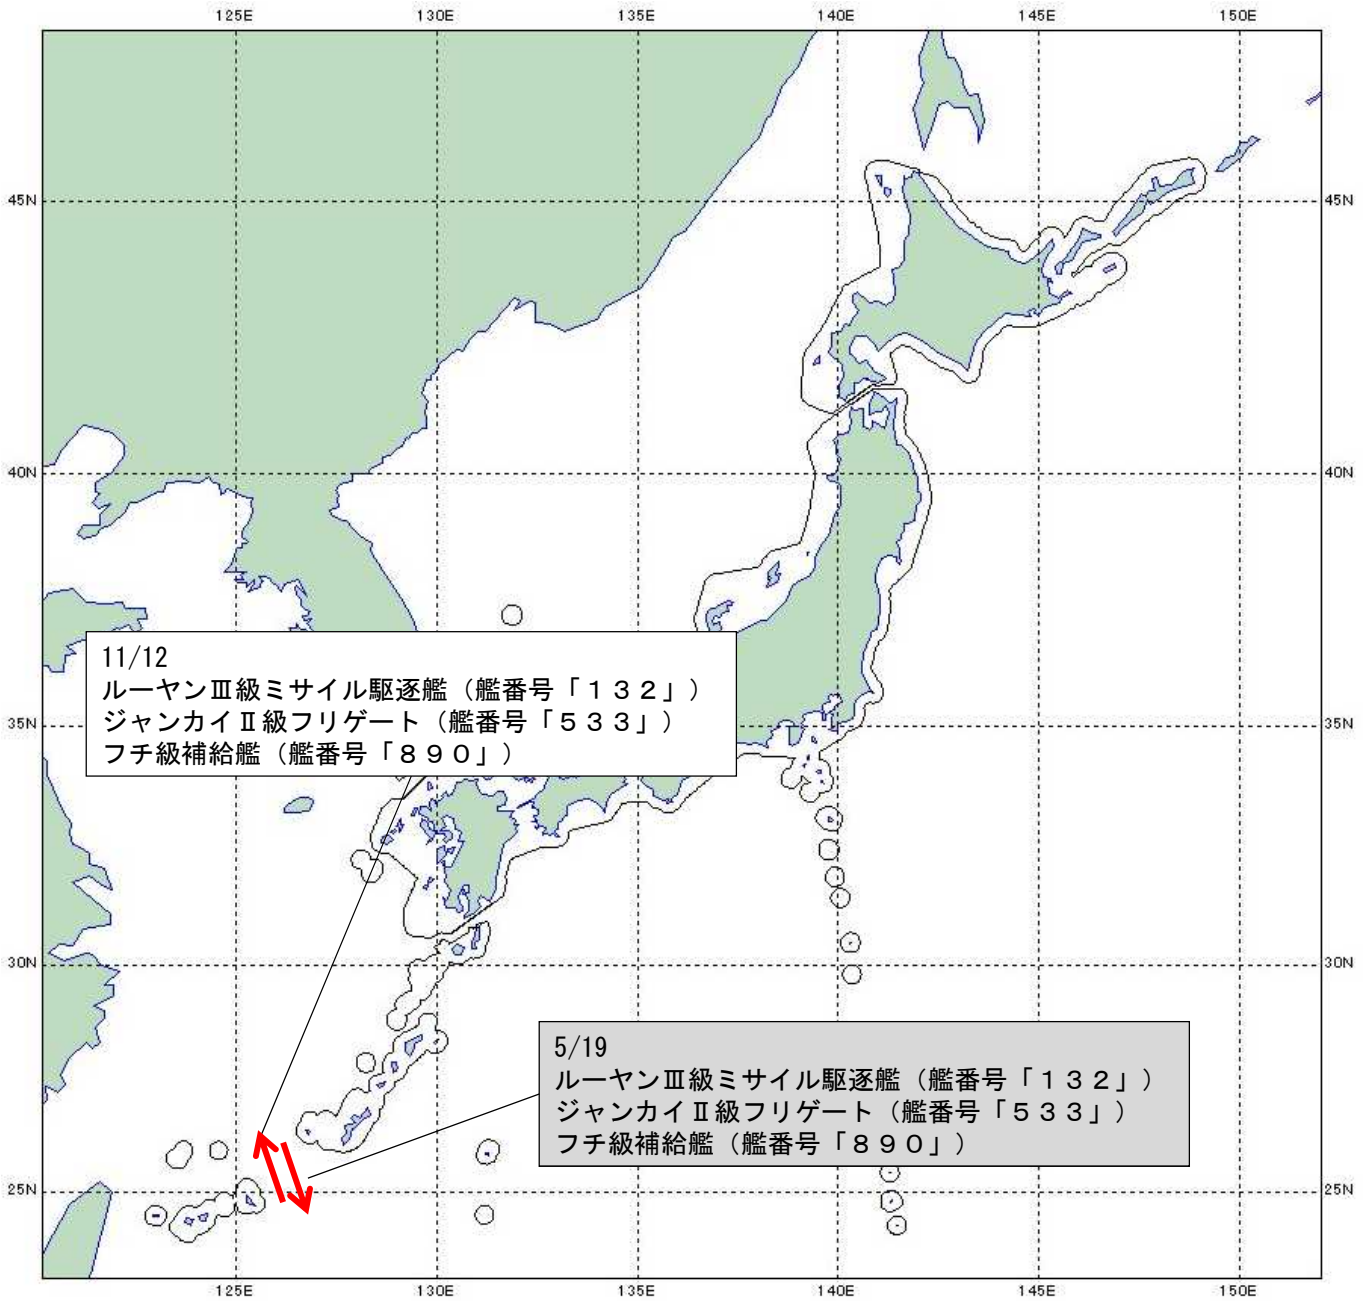 125E 130E 135E 140E 145E 150E
45N 45N
40N 40N
11/12
ルーヤンⅢ級ミサイル駆逐艦（艦番号「１３２」）
ジャンカイⅡ級フリゲート（艦番号「５３３」）
フチ級補給艦（艦番号「８９０」）
35N 35N
30N 30N
5/19
ルーヤンⅢ級ミサイル駆逐艦（艦番号「１３２」）
ジャンカイⅡ級フリゲート（艦番号「５３３」）
フチ級補給艦（艦番号「８９０」）
25N 25N
125E 130E 135E 140E 145E 150E